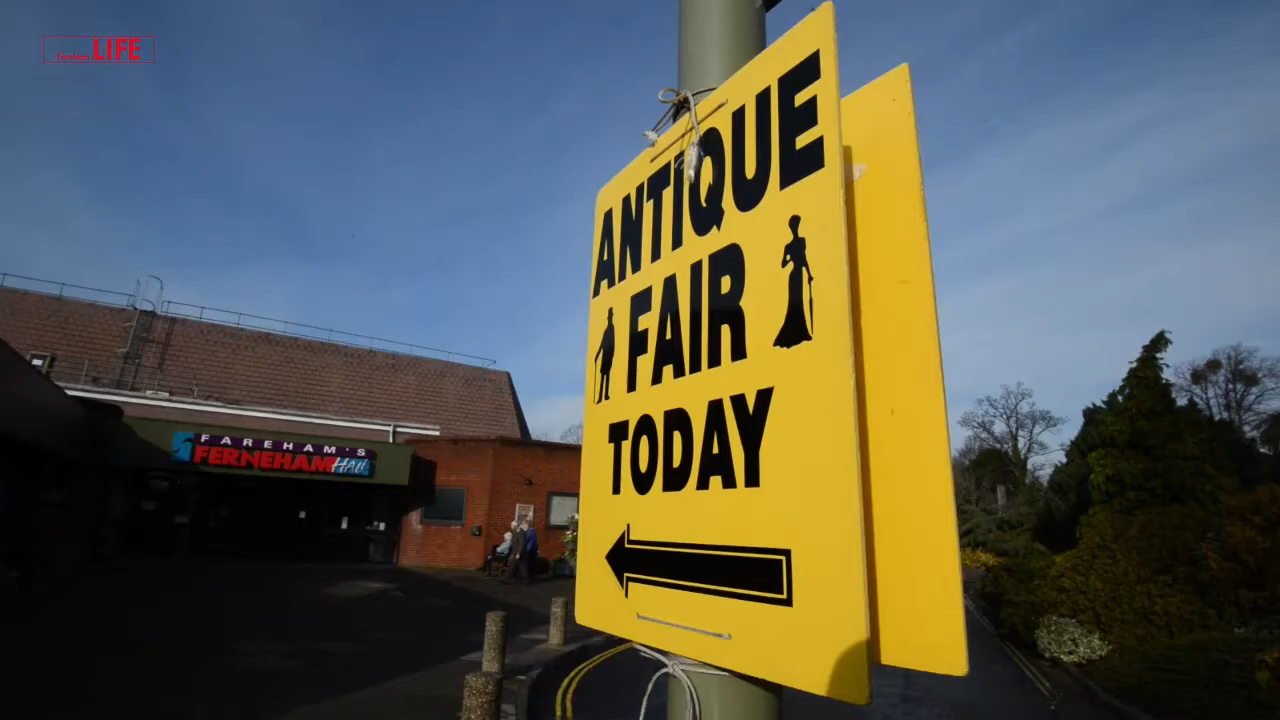 LIFE
ANTIQUE
FAIR
TODAY
FAREHAM'S
FERNEHAM Hall